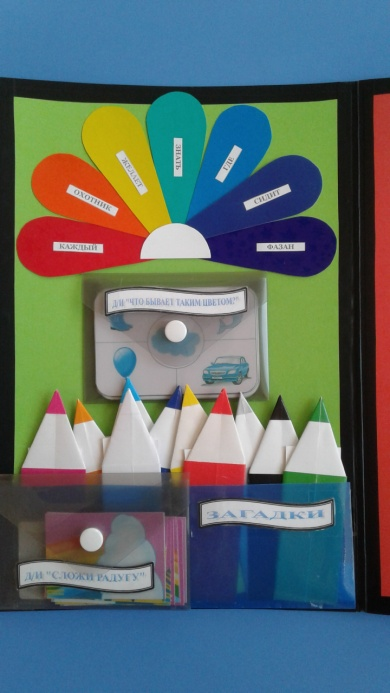 КАЖДЫЙ
ОХОТНИК
ЖЕЛАЕТ
ЗНАТЬ
ГДЕ
СИДИТ
ФАЗАН
Д/И: "ЧТО БЫВАЕТ ТАКИМ ЦВЕТОМ?"
ЗАГАДКИ
Д/И: "СЛОЖИ РАДУГУ"